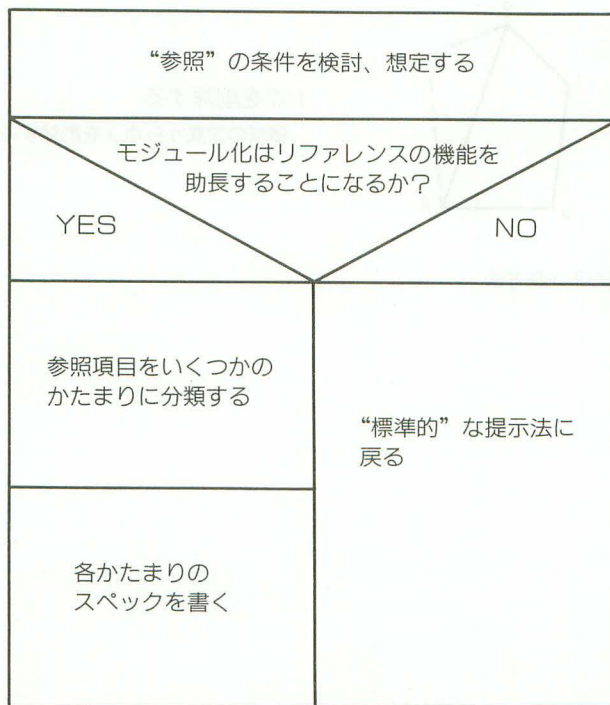 “参照”の条件を検討、想定する
モジュール化はリファレンスの機能を
助長することになるか？
YES
NO
参照項目をいくつかの
かたまりに分類する
“標準的”な提示法に
戻る
各かたまりの
スペックを書く